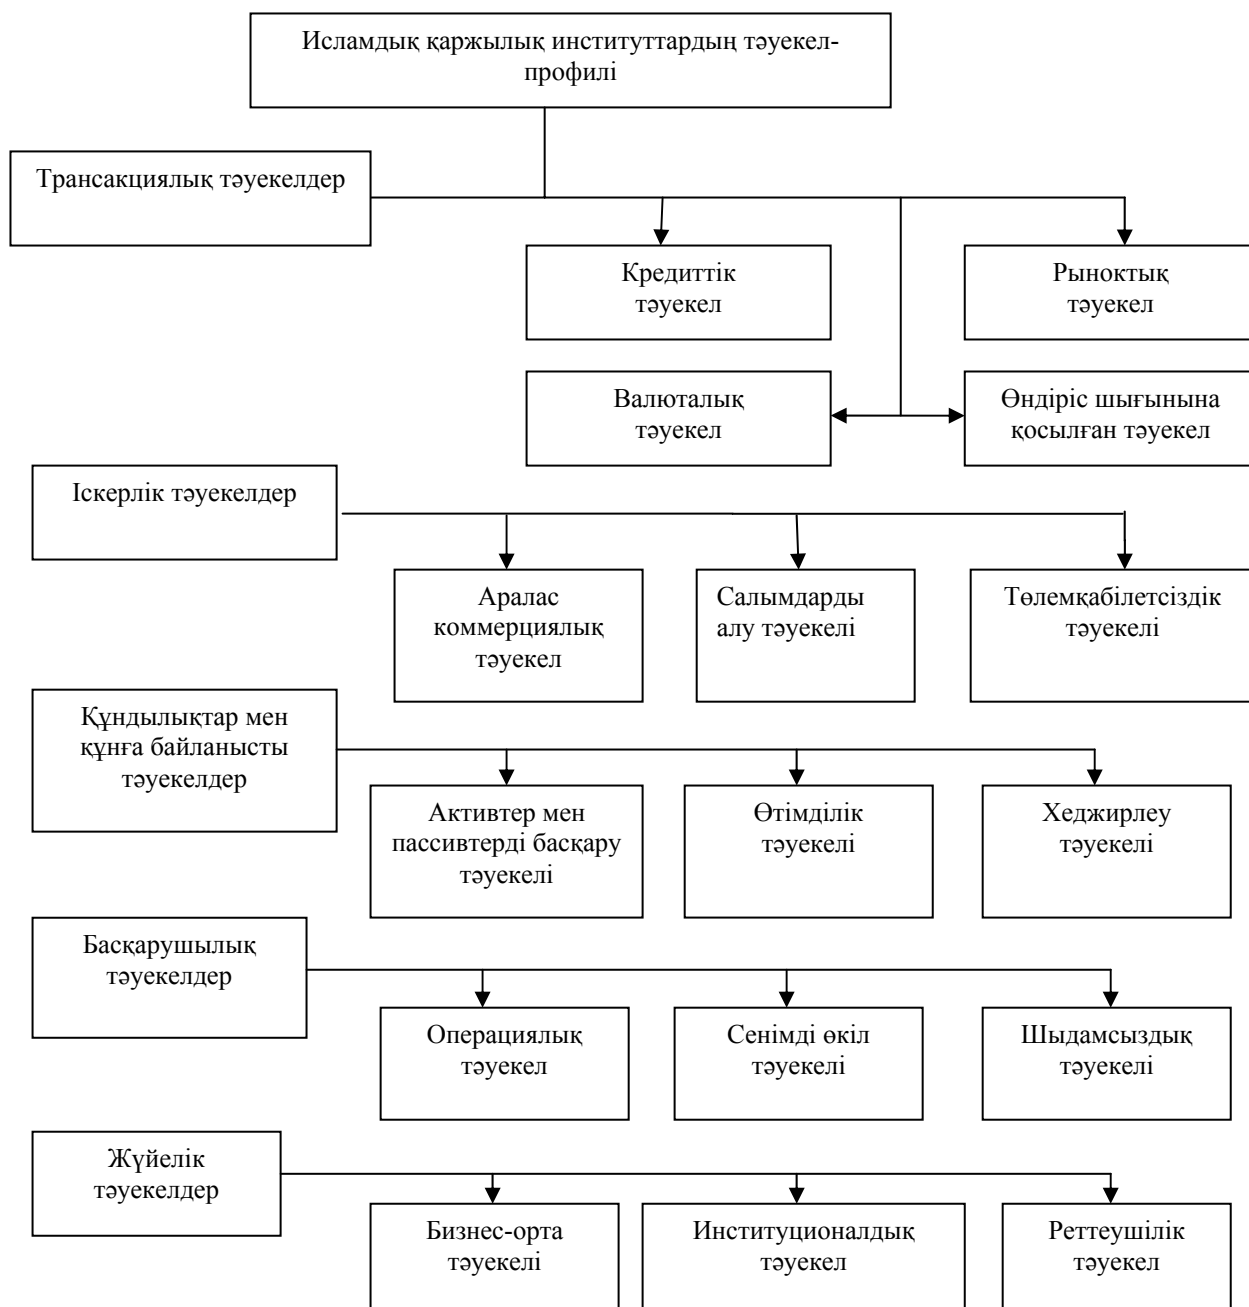 Исламдық қаржылық институттардың тәуекел-
профилі
Трансакциялық тәуекелдер
Кредиттік
тәуекел
Рыноктық
тәуекел
Валюталық
тәуекел
Өндіріс шығынына
қосылған тәуекел
Іскерлік тәуекелдер
Аралас
коммерциялық
тәуекел
Салымдарды
алу тәуекелі
Төлемқабілетсіздік
тәуекелі
Құндылықтар мен
құнға байланысты
тәуекелдер
Активтер мен
пассивтерді басқару
тәуекелі
Өтімділік
тәуекелі
Хеджирлеу
тәуекелі
Басқарушылық
тәуекелдер
Операциялық
тәуекел
Сенімді өкіл
тәуекелі
Шыдамсыздық
тәуекелі
Жүйелік
тәуекелдер
Бизнес-орта
тәуекелі
Институционалдық
тәуекел
Реттеушілік
тәуекел